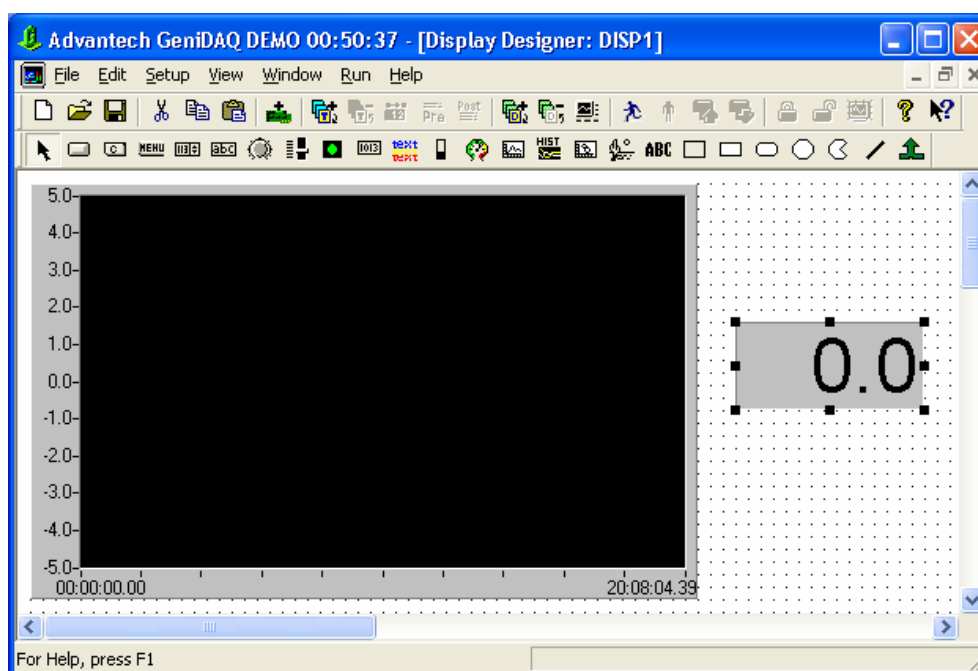 Advantech GeniDAQ DEMO 00:50:37 - [Display Designer: DISP1]
File Edit Setup View Window Run Help
Post
Pre
C MENU abc 1013 text text HIST ABC
5.0
4.0
3.0
2.0
1.0
0.0
-1.0
-2.0
-3.0
-4.0
-5.0
00:00:00.00 20:08:04.39
0.0
For Help, press F1